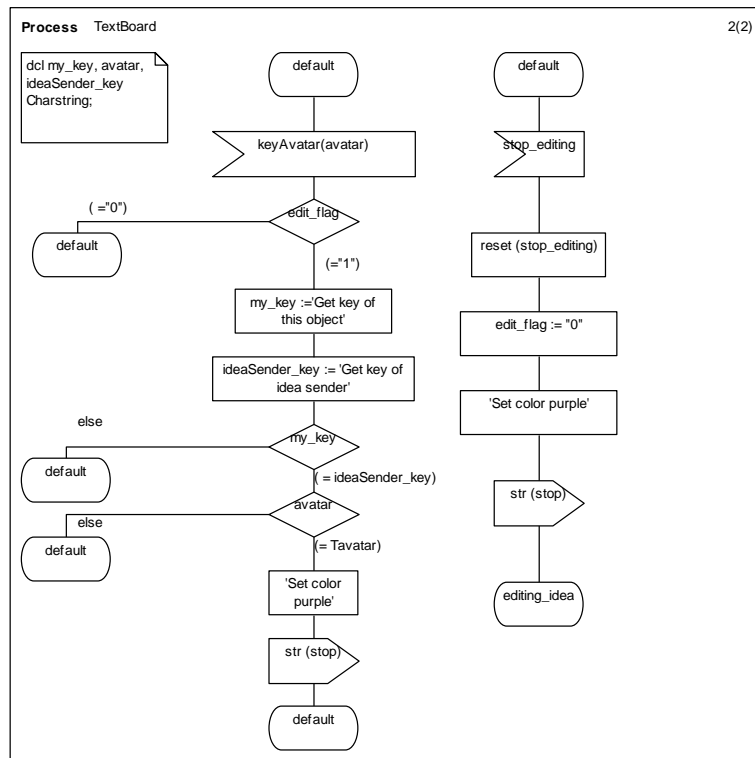 Process TextBoard 2(2)
dcl my_key, avatar,
ideaSender_key
Charstring;
default
keyAvatar(avatar)
edit_flag
( ="0")
default
(="1")
my_key :='Get key of
this object'
ideaSender_key := 'Get key of
idea sender'
else
my_key
default
( = ideaSender_key)
else
avatar
default
(= Tavatar)
'Set color
purple'
str (stop)
default
default
stop_editing
reset (stop_editing)
edit_flag := "0"
'Set color purple'
str (stop)
editing_idea